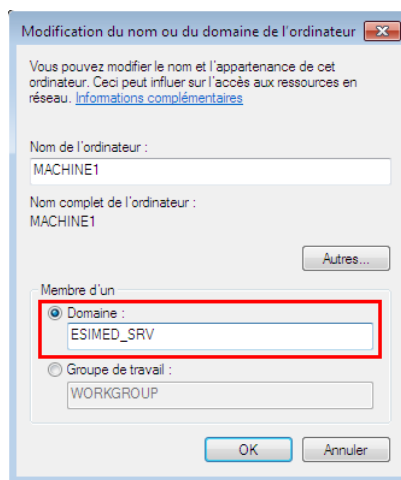 Modification du nom ou du domaine de l'ordinateur
Vous pouvez modifier le nom et l'appartenance de cet
ordinateur. Ceci peut influer sur l'accès aux ressources en
réseau. Informations complémentaires
Nom de l'ordinateur :
MACHINE1
Nom complet de l'ordinateur :
MACHINE1
Autres...
Membre d'un
Domaine :
ESIMED_SRV
Groupe de travail :
WORKGROUP
OK Annuler